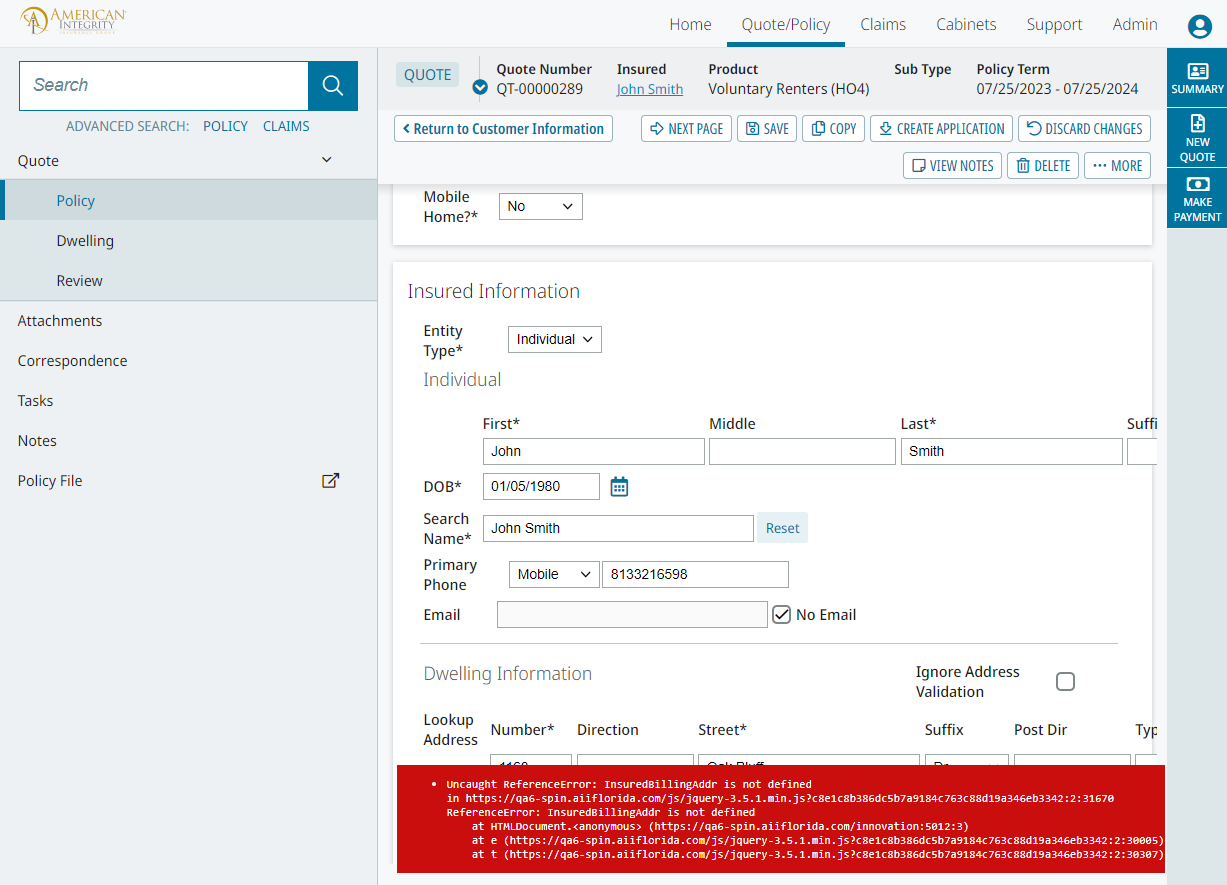 AMERICAN
INTEGRITY
Home Quote/Policy Claims Cabinets Support Admin
Search
ADVANCED SEARCH: POLICY CLAIMS
Quote
Policy
Dwelling
Review
Attachments
Correspondence
Tasks
Notes
Policy File
QUOTE
Quote Number Insured Product Sub Type Policy Term
QT-00000289 John Smith Voluntary Renters (HO4) 07/25/2023 - 07/25/2024
Return to Customer Information NEXT PAGE SAVE COPY CREATE APPLICATION DISCARD CHANGES
VIEW NOTES DELETE ... MORE
SUMMARY
NEW
QUOTE
MAKE
PAYMENT
Mobile
Home?* No
Insured Information
Entity
Type* Individual
Individual
First* Middle Last* Suffi
John Smith
DOB* 01/05/1980
Search
Name* John Smith Reset
Primary
Phone Mobile 8133216598
Email No Email
Dwelling Information Ignore Address
Validation
Lookup
Address Number* Direction Street* Suffix Post Dir Typ
Oak Bluff Dr
• Uncaught ReferenceError: InsuredBillingAddr is not defined
in https://qa6-spin.aiiflorida.com/js/jquery-3.5.1.min.js?c8e1c8b386dc5b7a9184c763c88d19a346eb3342:2:31670
ReferenceError: InsuredBillingAddr is not defined
at HTMLDocument.<anonymous> (https://qa6-spin.aiiflorida.com/innovation:5012:3)
at e (https://qa6-spin.aiiflorida.com/js/jquery-3.5.1.min.js?c8e1c8b386dc5b7a9184c763c88d19a346eb3342:2:30005)
at t (https://qa6-spin.aiiflorida.com/js/jquery-3.5.1.min.js?c8e1c8b386dc5b7a9184c763c88d19a346eb3342:2:30307)